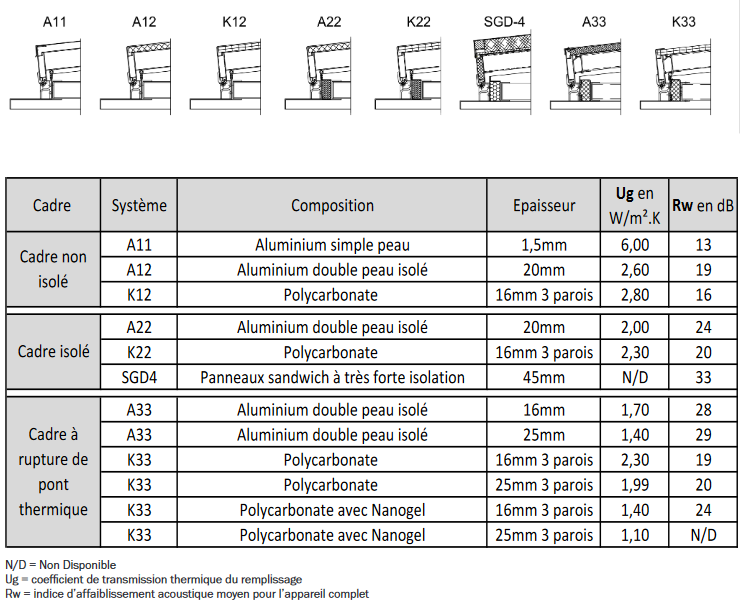 A11 A12 K12 A22 K22 SGD-4 A33 K33
Cadre Système Composition Epaisseur Ug en W/m².K Rw en dB
Cadre non isolé
A11 Aluminium simple peau 1,5mm 6,00 13
A12 Aluminium double peau isolé 20mm 2,60 19
K12 Polycarbonate 16mm 3 parois 2,80 16
Cadre isolé
A22 Aluminium double peau isolé 20mm 2,00 24
K22 Polycarbonate 16mm 3 parois 2,30 20
SGD4 Panneaux sandwich à très forte isolation 45mm N/D 33
Cadre à rupture de pont thermique
A33 Aluminium double peau isolé 16mm 1,70 28
A33 Aluminium double peau isolé 25mm 1,40 29
K33 Polycarbonate 16mm 3 parois 2,30 19
K33 Polycarbonate 25mm 3 parois 1,99 20
K33 Polycarbonate avec Nanogel 16mm 3 parois 1,40 24
K33 Polycarbonate avec Nanogel 25mm 3 parois 1,10 N/D
N/D = Non Disponible
Ug = coefficient de transmission thermique du remplissage
Rw = indice d'affaiblissement acoustique moyen pour l'appareil complet